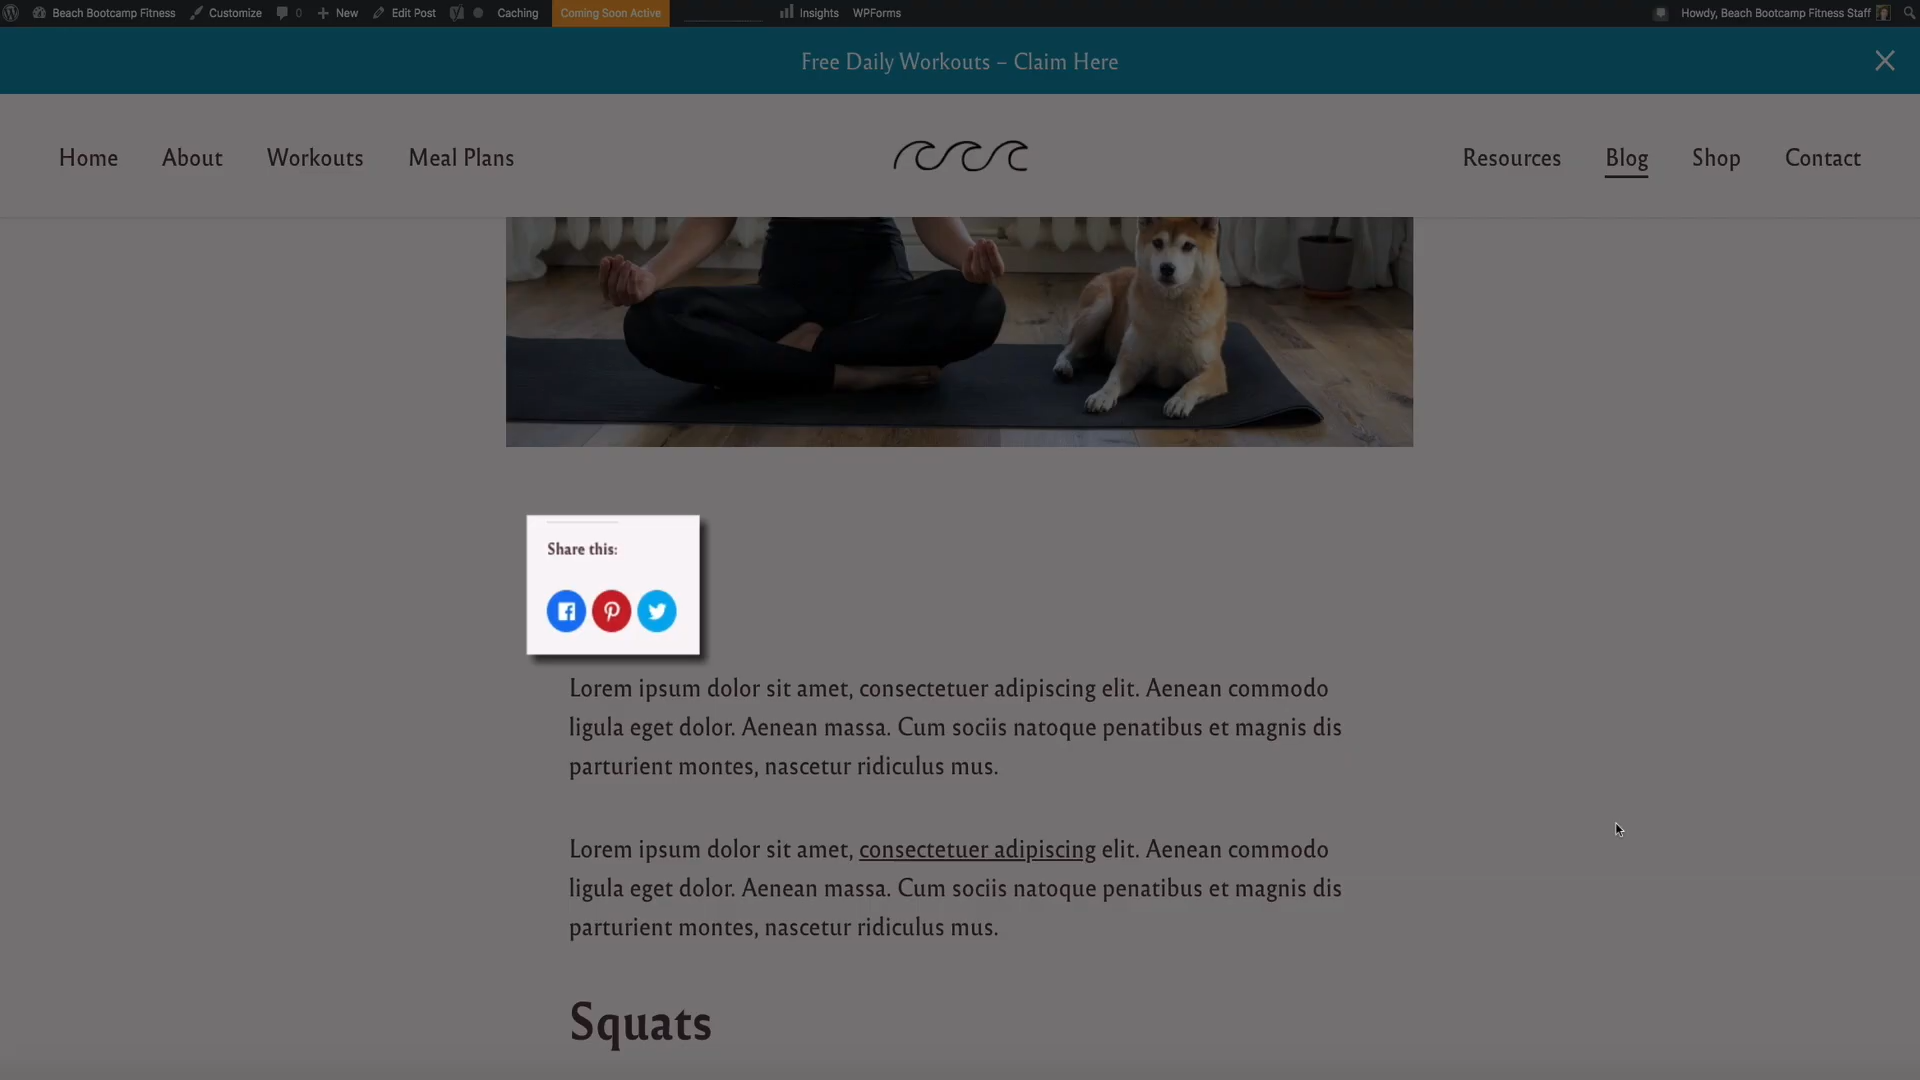 Beach Bootcamp Fitness Customize 0 New Edit Post Caching Coming Soon Active Insights WPForms Howdy, Beach Bootcamp Fitness Staff
Free Daily Workouts – Claim Here
Home About Workouts Meal Plans Resources Blog Shop Contact
Share this:
Lorem ipsum dolor sit amet, consectetuer adipiscing elit. Aenean commodo
ligula eget dolor. Aenean massa. Cum sociis natoque penatibus et magnis dis
parturient montes, nascetur ridiculus mus.
Lorem ipsum dolor sit amet, consectetuer adipiscing elit. Aenean commodo
ligula eget dolor. Aenean massa. Cum sociis natoque penatibus et magnis dis
parturient montes, nascetur ridiculus mus.
Squats